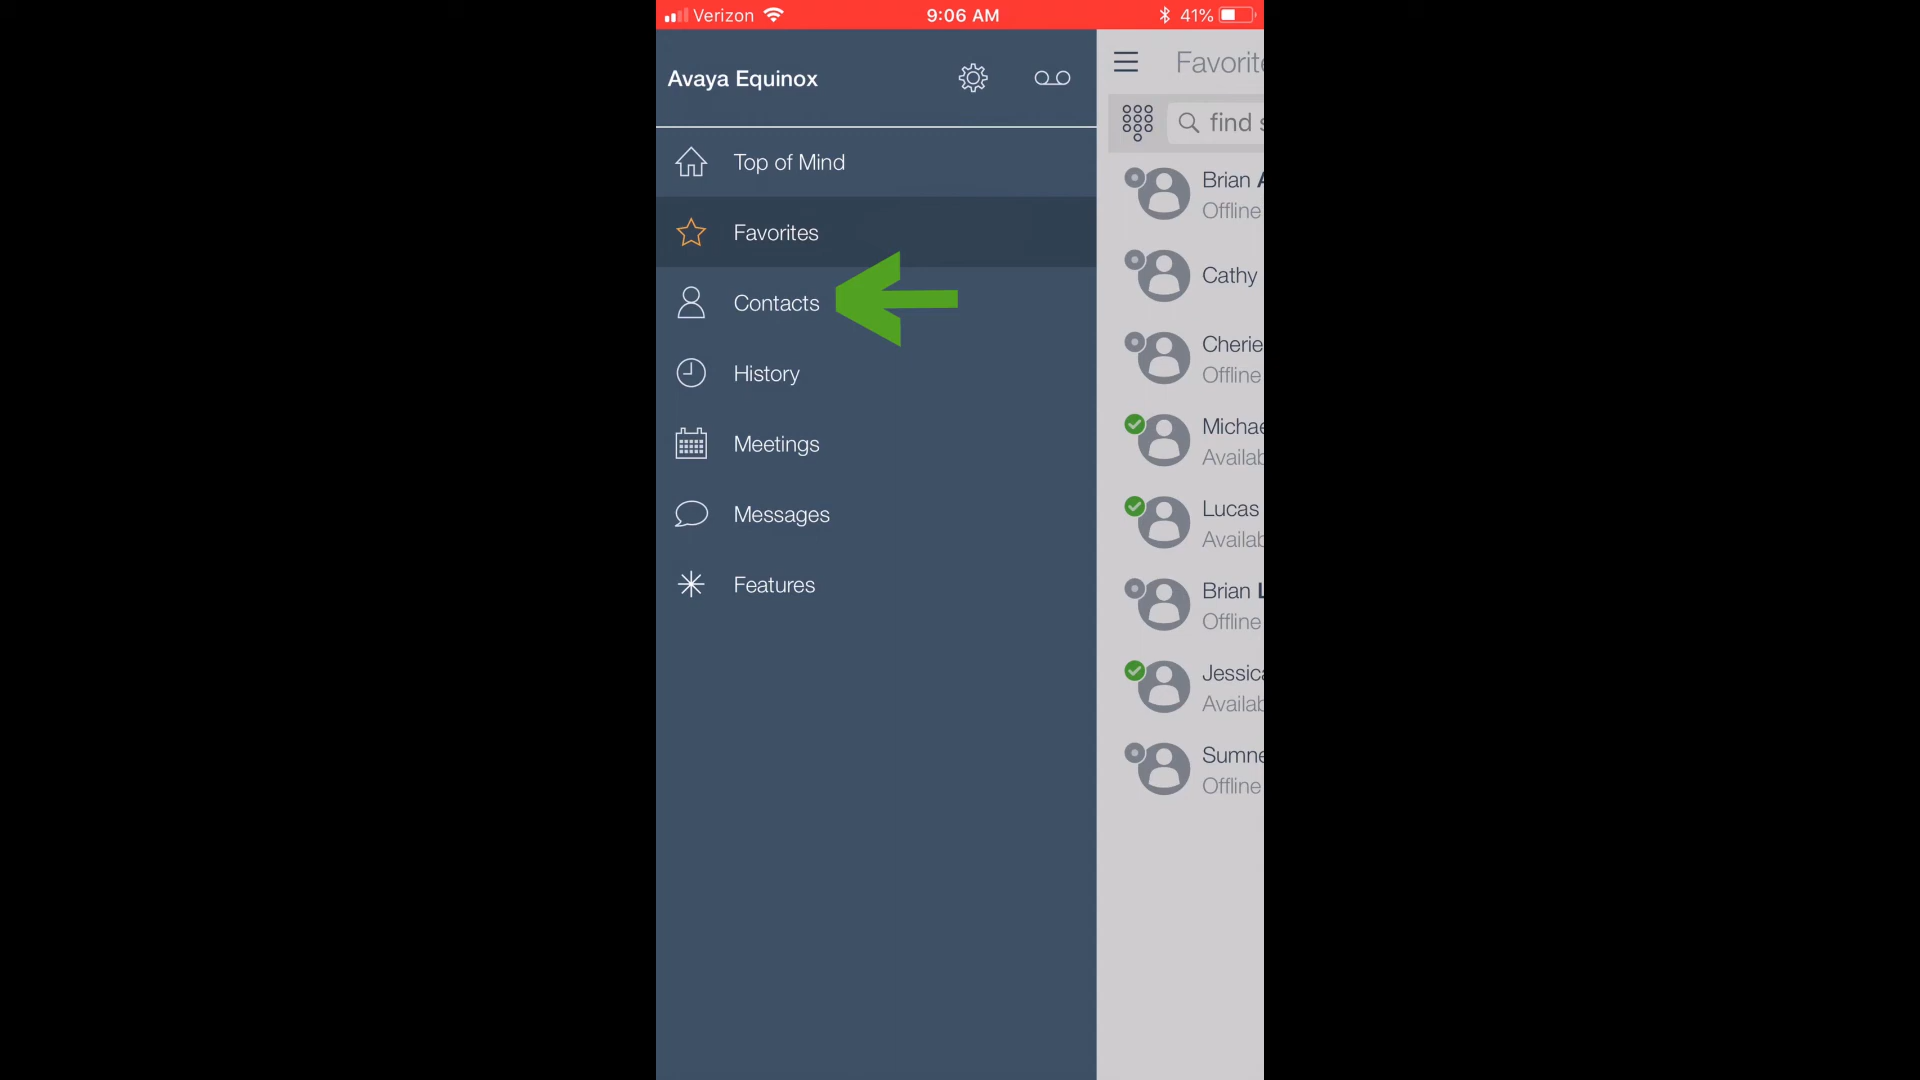 Verizon
9:06 AM
41%
Avaya Equinox
Top of Mind
Favorites
Contacts
History
Meetings
Messages
Features
Favorite
find s
Brian A
Offline
Cathy
Cherie
Offline
Michae
Availab
Lucas
Availab
Brian L
Offline
Jessica
Availab
Sumne
Offline